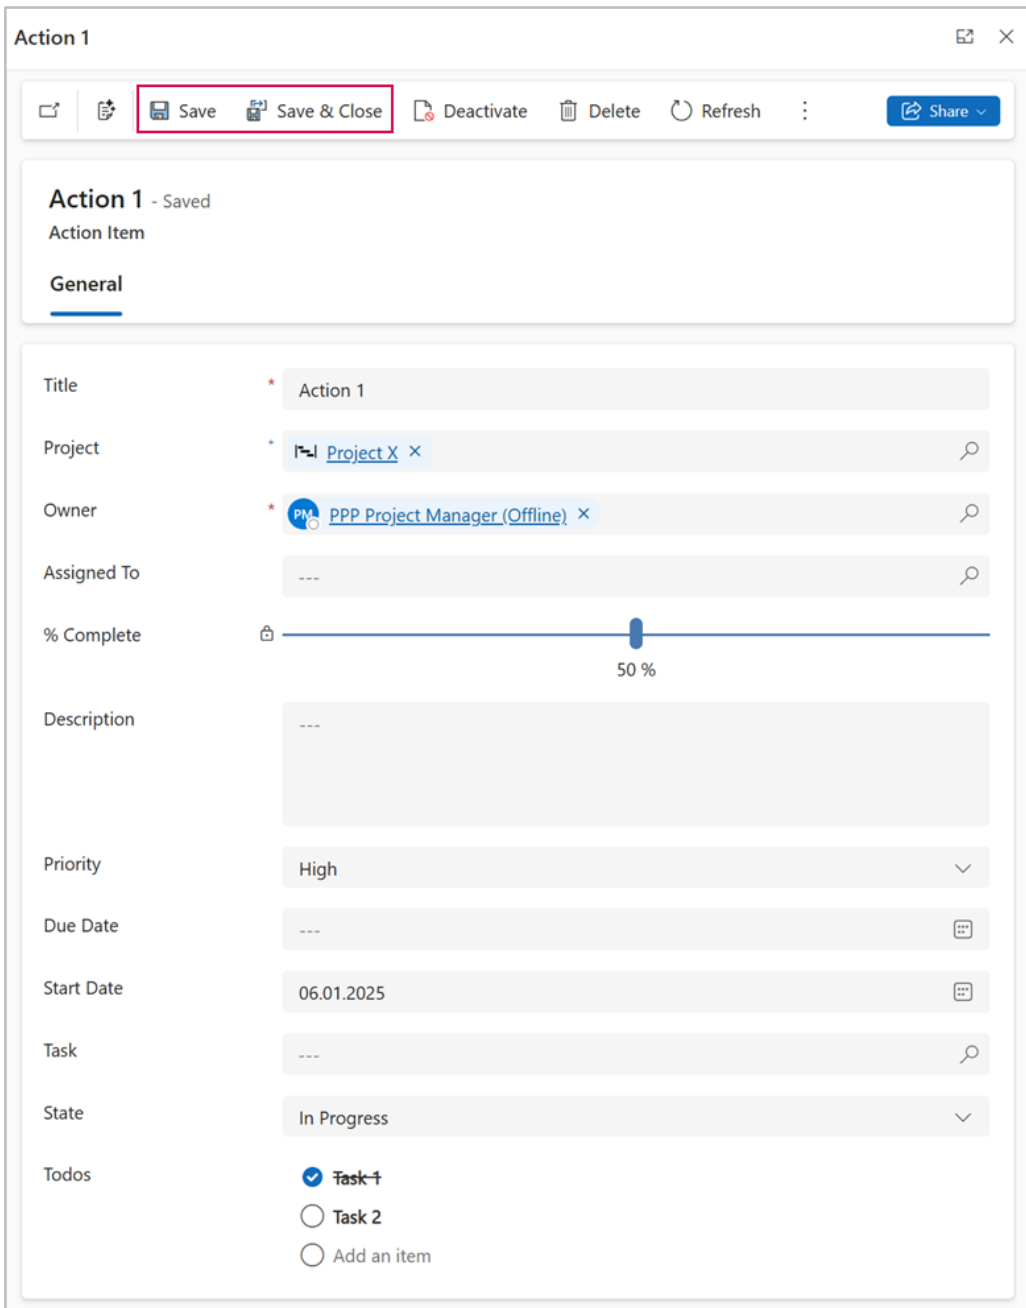 Action 1
Save Save & Close Deactivate Delete Refresh Share
Action 1 - Saved
Action Item
General
Title * Action 1
Project + Project X
Owner * PM PPP Project Manager (Offline)
Assigned To ---
% Complete
50 %
Description ---
Priority High
Due Date ---
Start Date 06.01.2025
Task ---
State In Progress
Todos Task 1
Task 2
Add an item